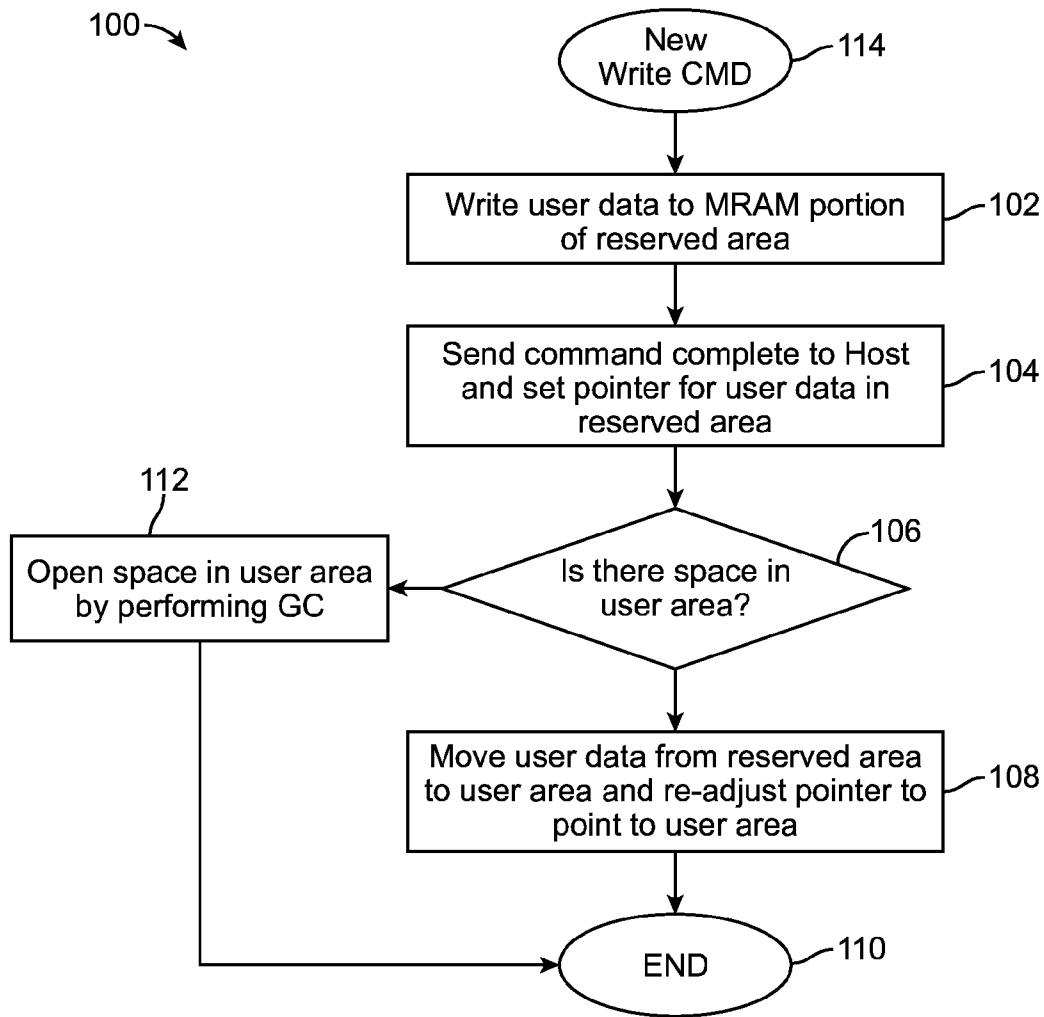 100
New
Write CMD
114
Write user data to MRAM portion
of reserved area
102
Send command complete to Host
and set pointer for user data in
reserved area
104
112
106
Open space in user area
by performing GC
Is there space in
user area?
Move user data from reserved area
to user area and re-adjust pointer to
point to user area
108
END
110